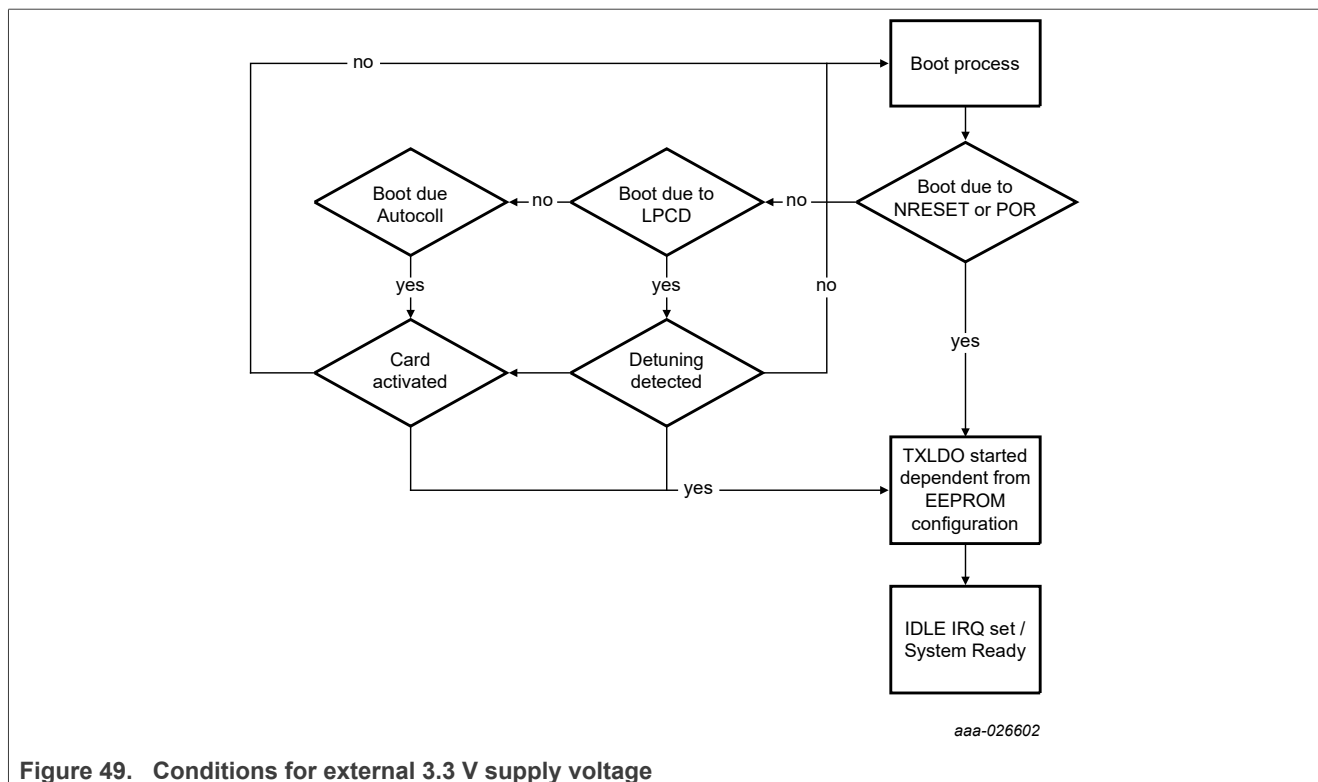 no
Boot process
Boot due
Autocoll
no
Boot due to
LPCD
no
Boot due to
NRESET or POR
yes
yes
no
yes
Card
activated
Detuning
detected
yes
TXLDO started
dependent from
EEPROM
configuration
IDLE IRQ set /
System Ready
aaa-026602
Figure 49. Conditions for external 3.3 V supply voltage